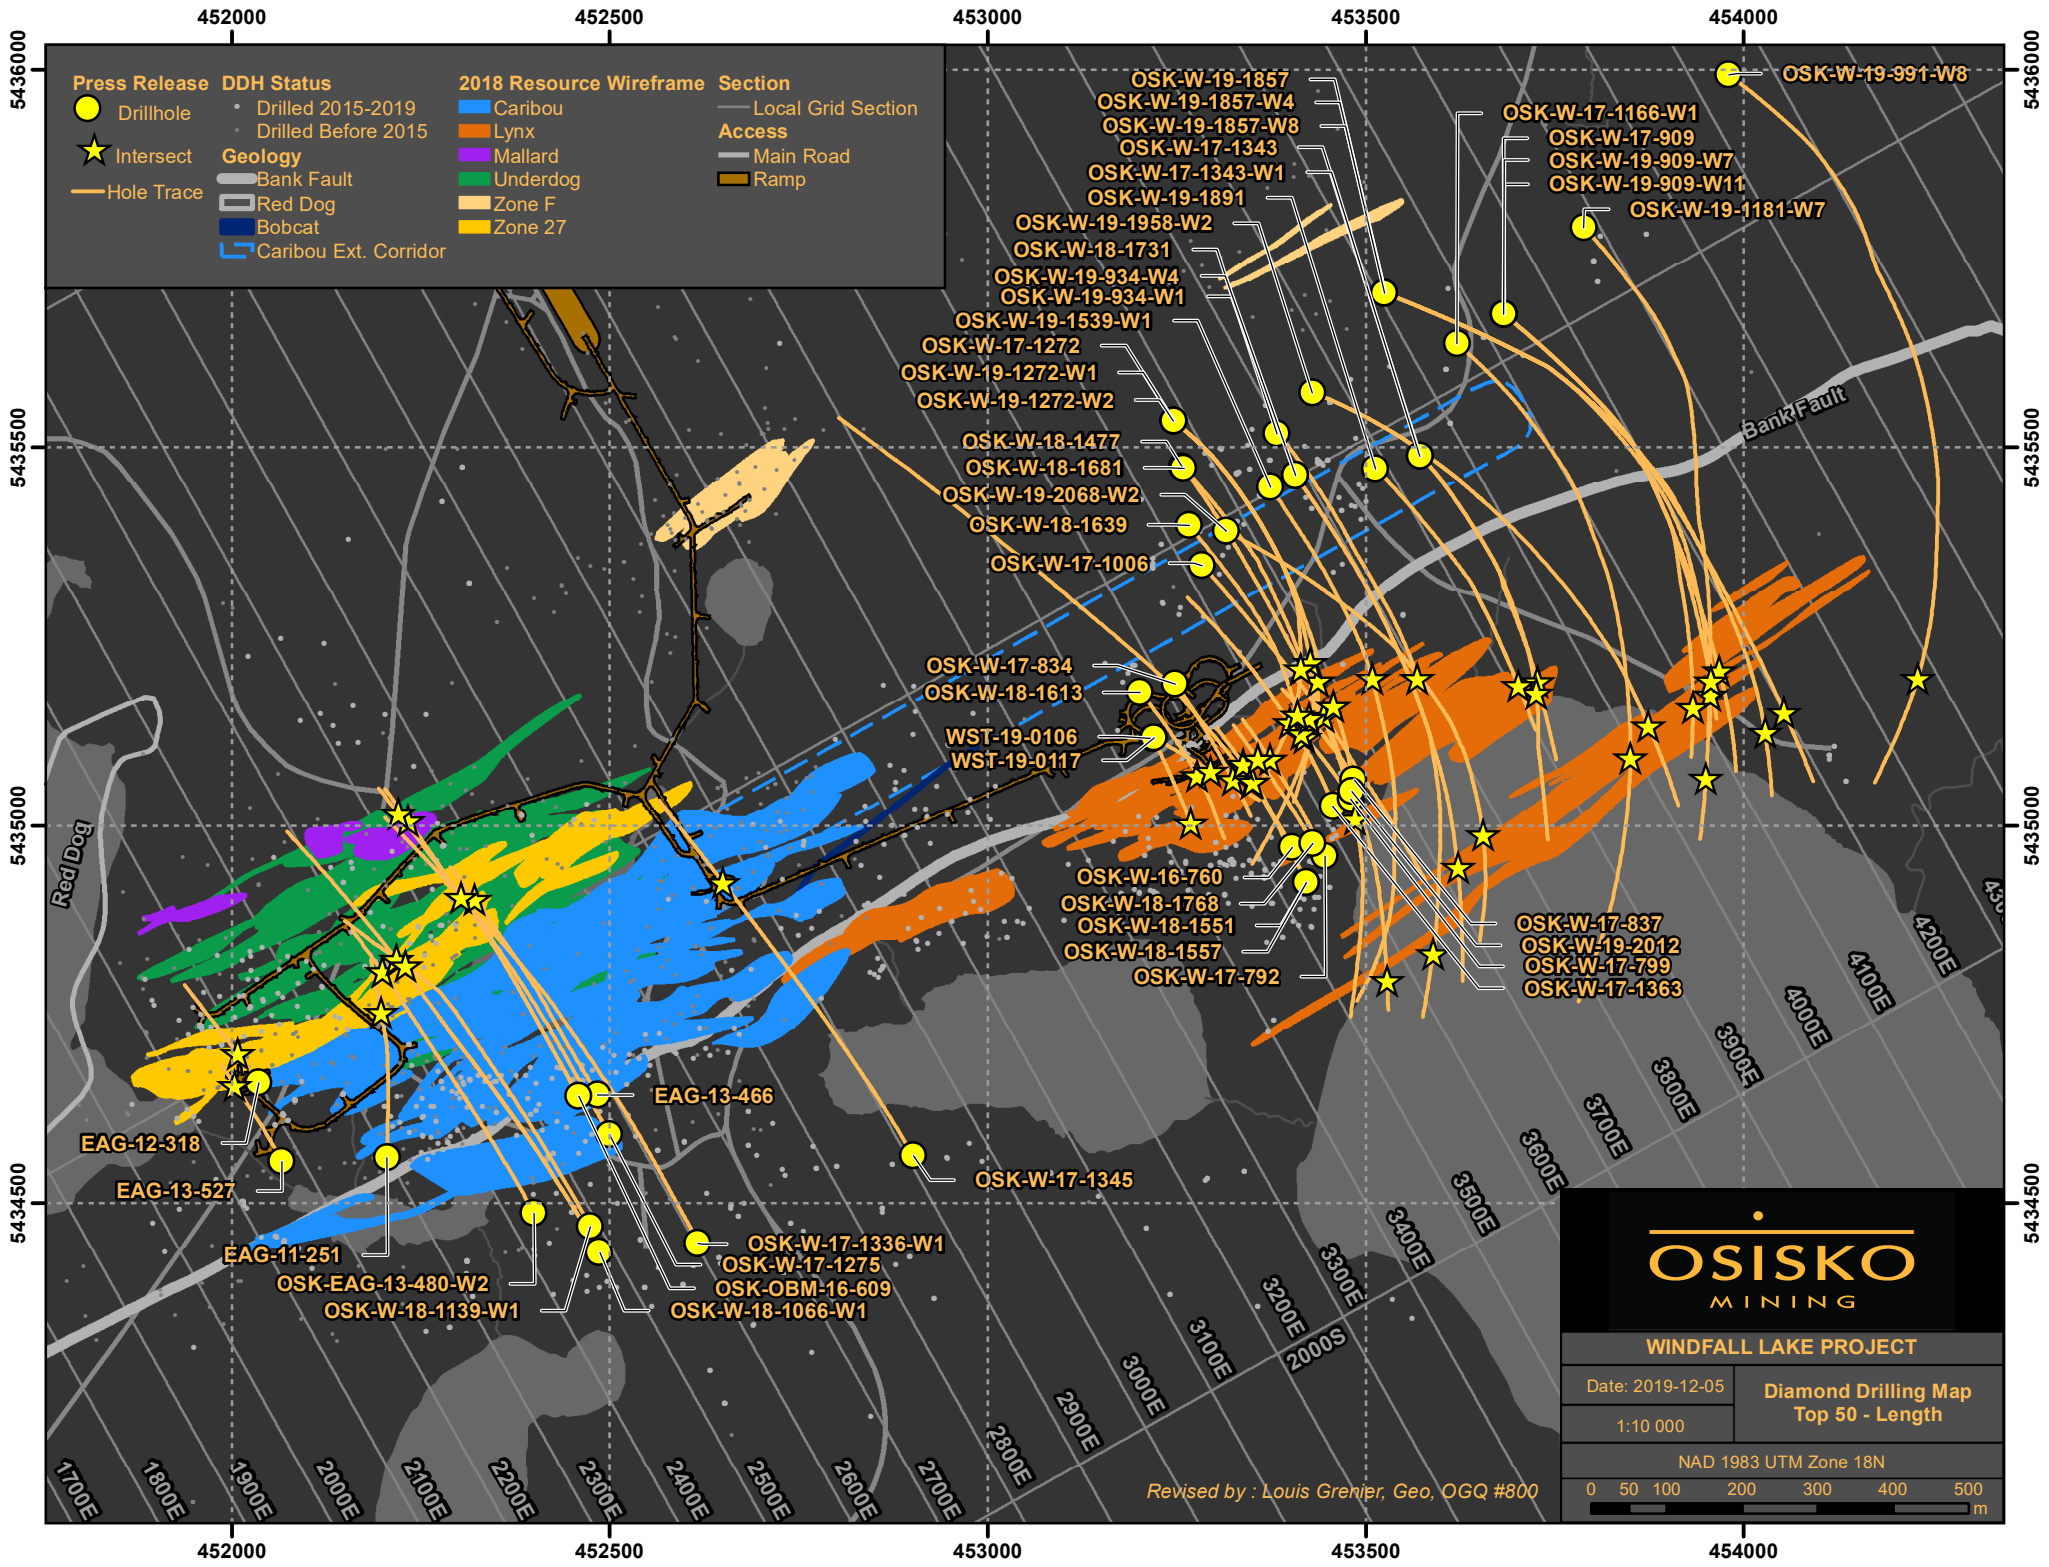 452000
452500
453000
453500
454000
5436000
5435500
5435000
5434500
5436000
5435500
5435000
5434500
Press Release
Drillhole
Intersect
Hole Trace
DDH Status
Drilled 2015-2019
Drilled Before 2015
Geology
Bank Fault
Red Dog
Bobcat
Caribou Ext. Corridor
2018 Resource Wireframe
Caribou
Lynx
Mallard
Underdog
Zone F
Zone 27
Section
Local Grid Section
Access
Main Road
Ramp
OSK-W-19-1857
OSK-W-19-1857-W4
OSK-W-19-1857-W8
OSK-W-17-1343
OSK-W-17-1343-W1
OSK-W-19-1891
OSK-W-19-1958-W2
OSK-W-18-1731
OSK-W-19-934-W4
OSK-W-19-934-W1
OSK-W-19-1539-W1
OSK-W-17-1272
OSK-W-19-1272-W1
OSK-W-19-1272-W2
OSK-W-18-1477
OSK-W-18-1681
OSK-W-19-2068-W2
OSK-W-18-1639
OSK-W-17-1006
OSK-W-19-991-W8
OSK-W-17-1166-W1
OSK-W-17-909
OSK-W-19-909-W7
OSK-W-19-909-W11
OSK-W-19-1181-W7
Bank Fault
OSK-W-17-834
OSK-W-18-1613
WST-19-0106
WST-19-0117
OSK-W-16-760
OSK-W-18-1768
OSK-W-18-1551
OSK-W-18-1557
OSK-W-17-792
OSK-W-17-837
OSK-W-19-2012
OSK-W-17-799
OSK-W-17-1363
Red Dog
EAG-12-318
EAG-13-527
EAG-11-251
OSK-EAG-13-480-W2
OSK-W-18-1139-W1
EAG-13-466
OSK-W-17-1345
OSK-W-17-1336-W1
OSK-W-17-1275
OSK-OBM-16-609
OSK-W-18-1066-W1
1700E
1800E
1900E
2000E
2100E
2200E
2300E
2400E
2500E
2600E
2700E
2800E
2900E
3000E
3100E
3200E
3300E
3400E
3500E
3600E
3700E
3800E
3900E
4000E
4100E
4200E
2000S
Revised by : Louis Grenier, Geo, OGQ #800
OSISKO
MINING
WINDFALL LAKE PROJECT
Date: 2019-12-05
1:10 000
Diamond Drilling Map
Top 50 - Length
NAD 1983 UTM Zone 18N
0 50 100 200 300 400 500
m
452000
452500
453000
453500
454000